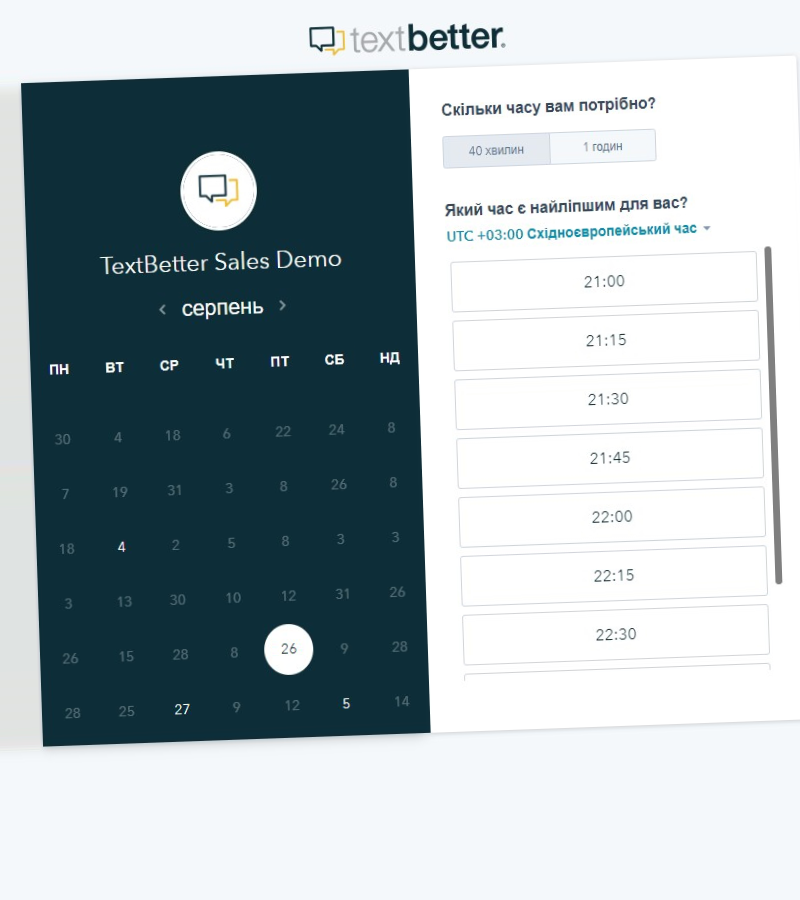 textbetter.
TextBetter Sales Demo
серпень
ПН ВТ СР ЧТ ПТ СБ НД
30 4 18 6 22 24 8
7 19 31 3 8 26 8
18 4 2 5 8 3 3
3 13 30 10 12 31 26
26 15 28 8 26 9 28
28 25 27 9 12 5 14
Скільки часу вам потрібно?
40 хвилин 1 годин
Який час є найліпшим для вас?
UTC +03:00 Східноєвропейський час
21:00
21:15
21:30
21:45
22:00
22:15
22:30